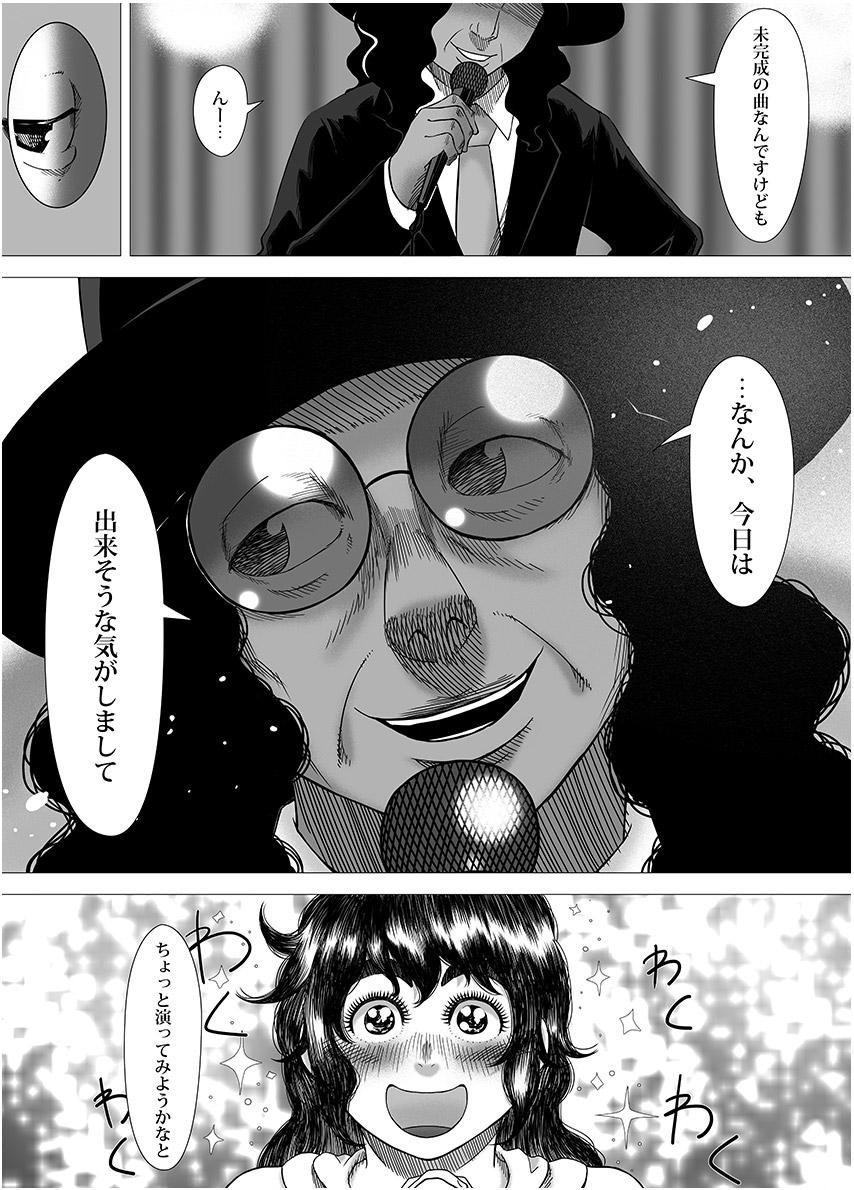 未完成の曲なんですけども
んー…
…なんか、今日は
出来そうな気がしまして
わく
わく
ちょっと演ってみようかなと
わく
わく